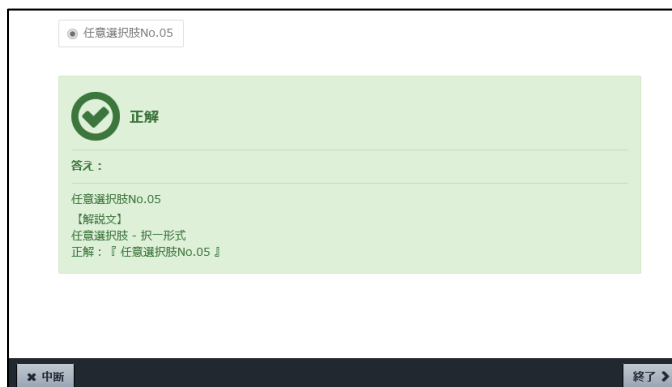 任意選択肢No.05
正解
答え：
任意選択肢No.05
【解説文】
任意選択肢 - 択一形式
正解：『 任意選択肢No.05 』
✖ 中断
終了 ❯